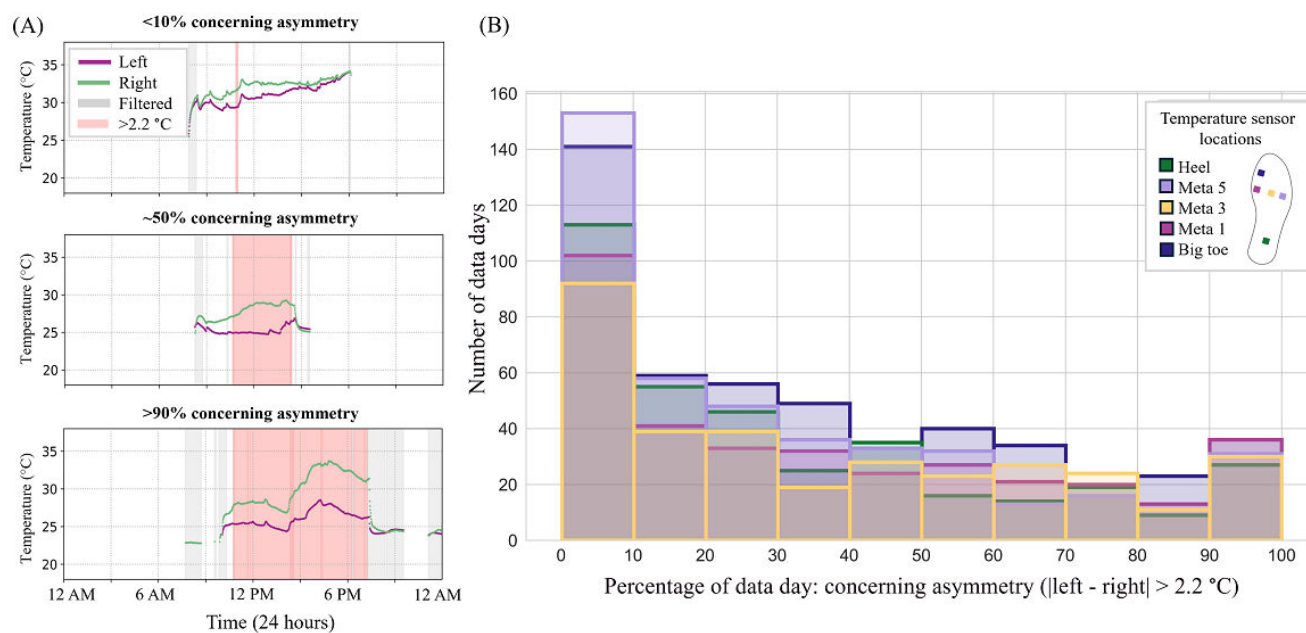 (A)
<10% concerning asymmetry
Temperature (°C)
35
30
25
20
Left
Right
Filtered
>2.2 °C
~50% concerning asymmetry
Temperature (°C)
35
30
25
20
>90% concerning asymmetry
Temperature (°C)
35
30
25
20
12 AM 6 AM 12 PM 6 PM 12 AM
Time (24 hours)
(B)
Number of data days
160
140
120
100
80
60
40
20
0
0 10 20 30 40 50 60 70 80 90 100
Percentage of data day: concerning asymmetry (|left - right| > 2.2 °C)
Temperature sensor
locations
Heel
Meta 5
Meta 3
Meta 1
Big toe